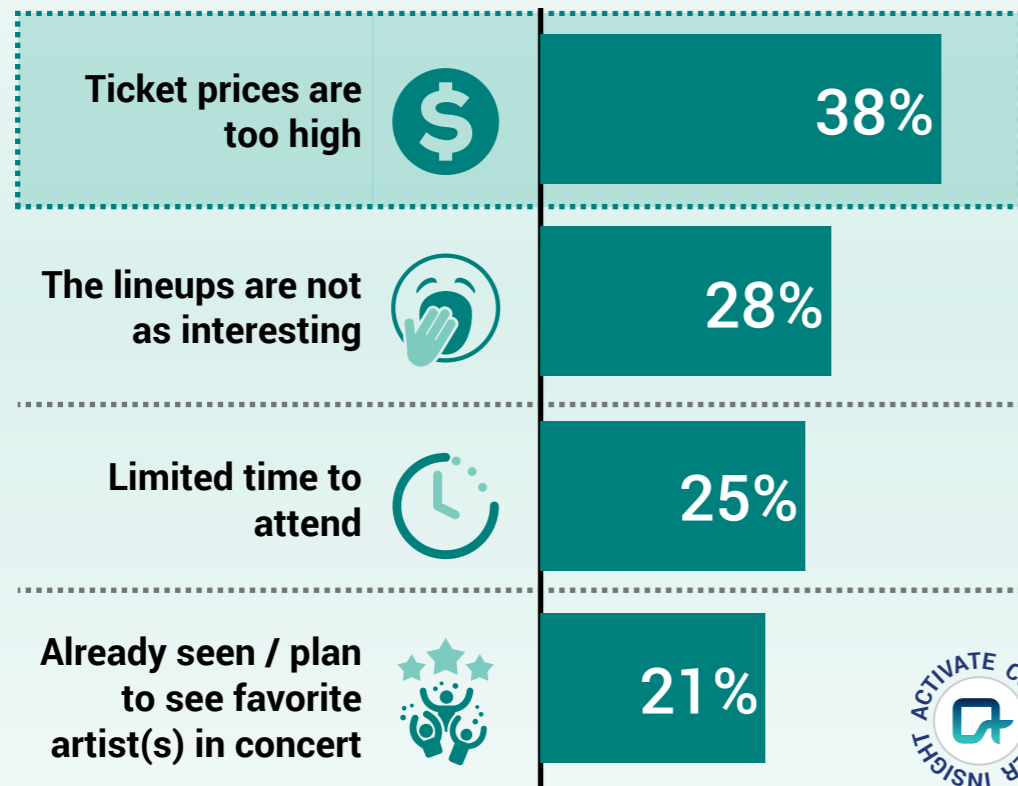 Ticket prices are
too high
$
38%
The lineups are not
as interesting
28%
Limited time to
attend
25%
Already seen / plan
to see favorite
artist(s) in concert
21%
ACTIVATE
INSIGHT